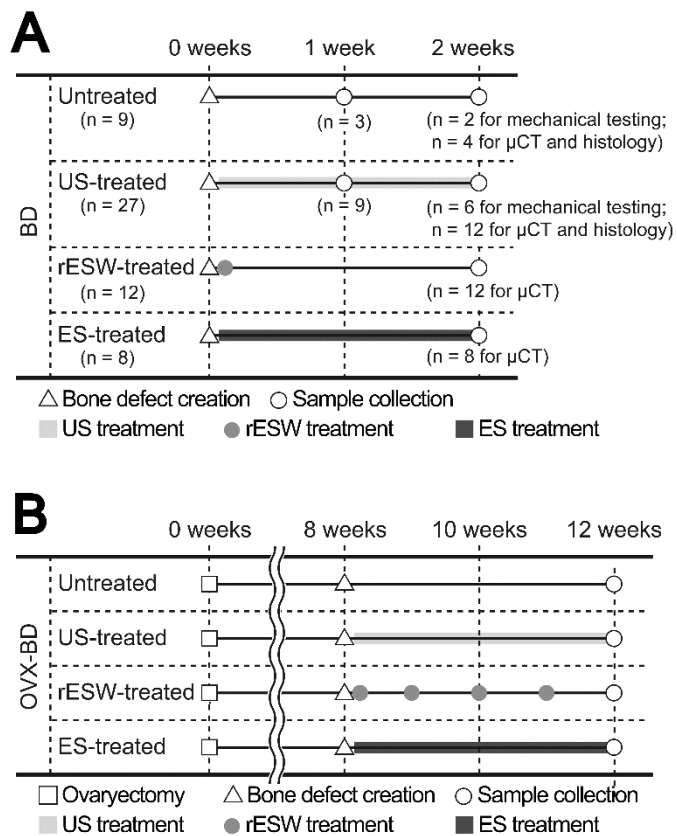 A
0 weeks 1 week 2 weeks
BD
Untreated
(n = 9)
(n = 3)
(n = 2 for mechanical testing;
n = 4 for µCT and histology)
US-treated
(n = 27)
(n = 9)
(n = 6 for mechanical testing;
n = 12 for µCT and histology)
rESW-treated
(n = 12)
(n = 12 for µCT)
ES-treated
(n = 8)
(n = 8 for µCT)
Bone defect creation Sample collection
US treatment rESW treatment ES treatment
B
0 weeks 8 weeks 10 weeks 12 weeks
OVX-BD
Untreated
US-treated
rESW-treated
ES-treated
Ovaryectomy Bone defect creation Sample collection
US treatment rESW treatment ES treatment